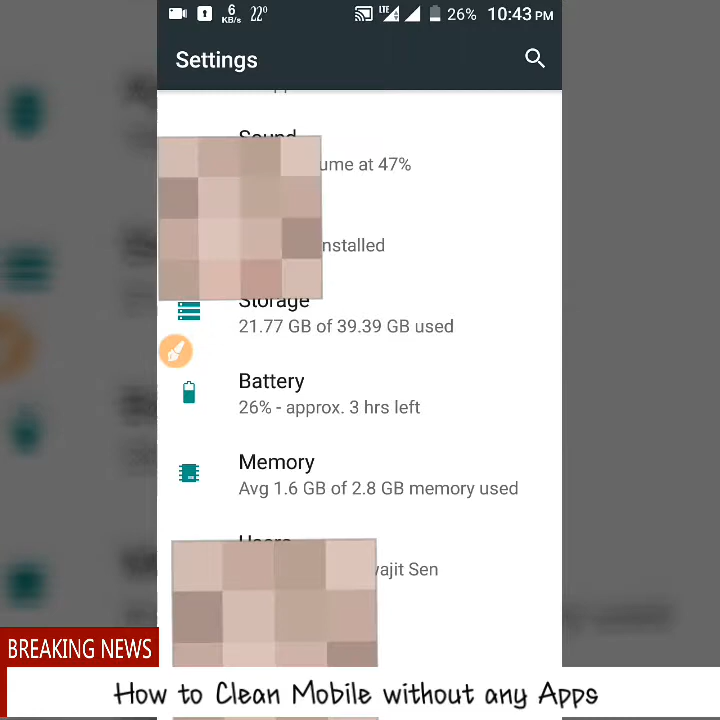 6 KB/s 22° LTE 26% 10:43 PM
Settings
Sound
ume at 47%
nstalled
Storage
21.77 GB of 39.39 GB used
Battery
26% - approx. 3 hrs left
Memory
Avg 1.6 GB of 2.8 GB memory used
Users
ajit Sen
BREAKING NEWS
How to Clean Mobile without any Apps